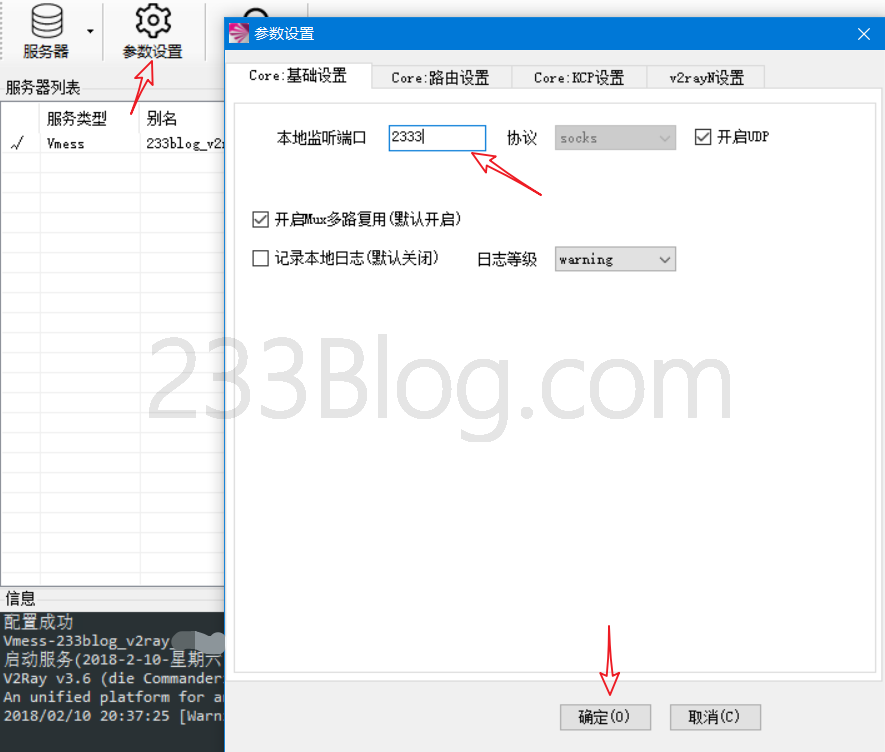 服务器
参数设置
服务器列表
服务类型 别名
Vmess 233blog_v2r
信息
配置成功
Vmess-233blog_v2ray
启动服务(2018-2-10-星期六
V2Ray v3.6 (die Commander
An unified platform for a
2018/02/10 20:37:25 [Warn
参数设置
Core:基础设置 Core:路由设置 Core:KCP设置 v2rayN设置
本地监听端口 2333 协议 socks 开启UDP
开启Mux多路复用(默认开启)
记录本地日志(默认关闭) 日志等级 warning
233Blog.com
确定(O) 取消(C)